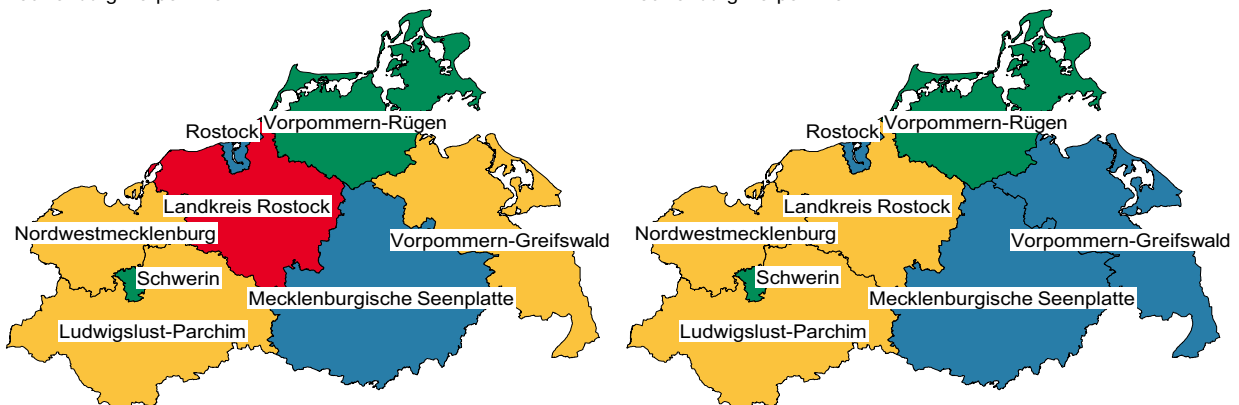 Vorpommern-Rügen
Rostock
Landkreis Rostock
Nordwestmecklenburg
Vorpommern-Greifswald
Schwerin
Mecklenburgische Seenplatte
Ludwigslust-Parchim
Vorpommern-Rügen
Rostock
Landkreis Rostock
Nordwestmecklenburg
Vorpommern-Greifswald
Schwerin
Mecklenburgische Seenplatte
Ludwigslust-Parchim